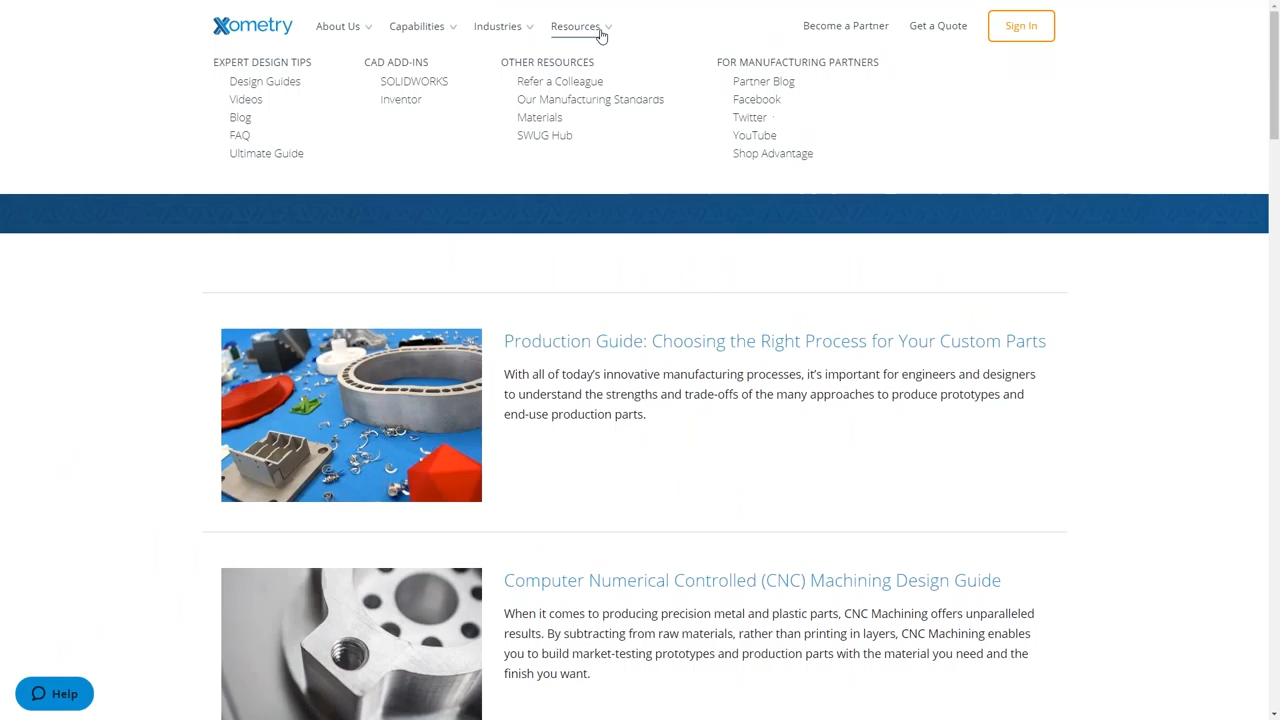 Xometry
About Us
Capabilities
Industries
Resources
Become a Partner
Get a Quote
Sign In
EXPERT DESIGN TIPS
Design Guides
Videos
Blog
FAQ
Ultimate Guide
CAD ADD-INS
SOLIDWORKS
Inventor
OTHER RESOURCES
Refer a Colleague
Our Manufacturing Standards
Materials
SWUG Hub
FOR MANUFACTURING PARTNERS
Partner Blog
Facebook
Twitter
YouTube
Shop Advantage
Production Guide: Choosing the Right Process for Your Custom Parts
With all of today’s innovative manufacturing processes, it’s important for engineers and designers
to understand the strengths and trade-offs of the many approaches to produce prototypes and
end-use production parts.
Computer Numerical Controlled (CNC) Machining Design Guide
When it comes to producing precision metal and plastic parts, CNC Machining offers unparalleled
results. By subtracting from raw materials, rather than printing in layers, CNC Machining enables
you to build market-testing prototypes and production parts with the material you need and the
finish you want.
Help